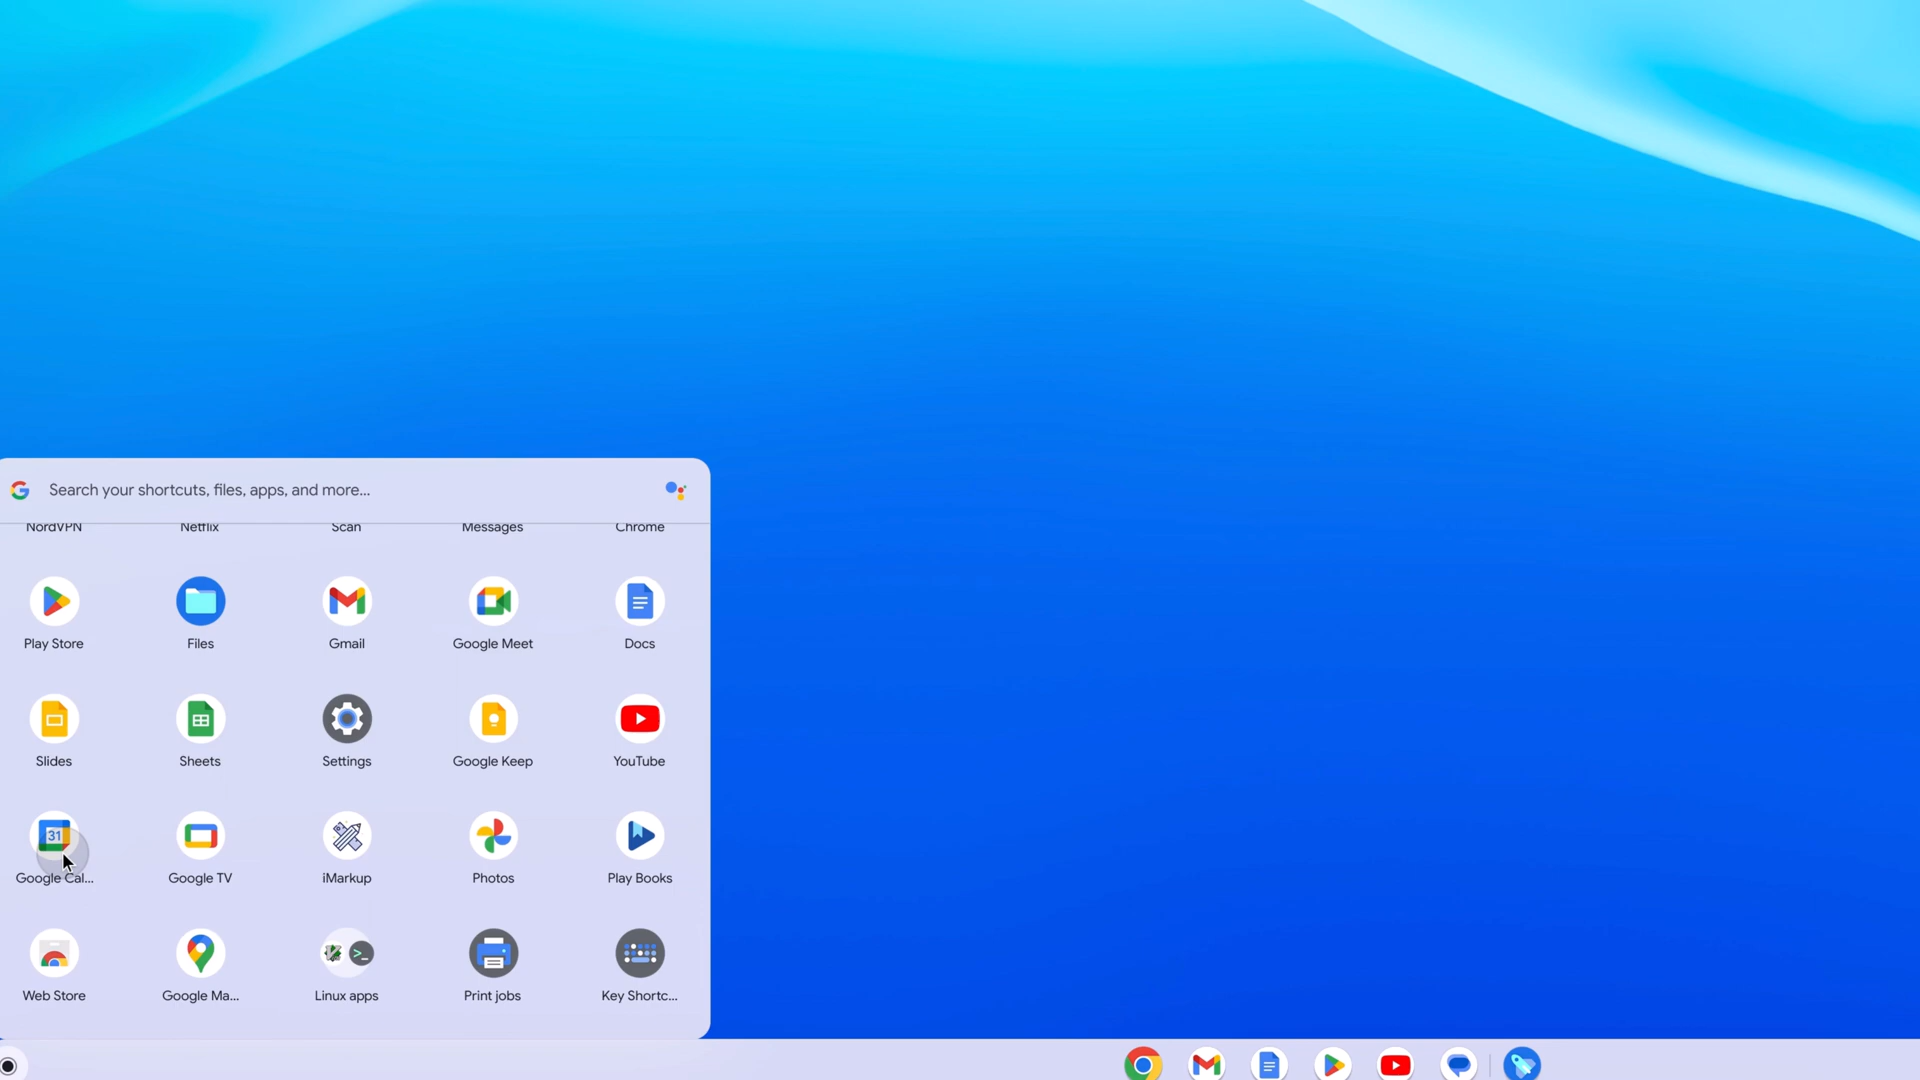 Search your shortcuts, files, apps, and more...
NordVPN Netflix Scan Messages Chrome
Play Store Files Gmail Google Meet Docs
Slides Sheets Settings Google Keep YouTube
31
Google Cal... Google TV iMarkup Photos Play Books
Web Store Google Ma... Linux apps Print jobs Key Shortc...